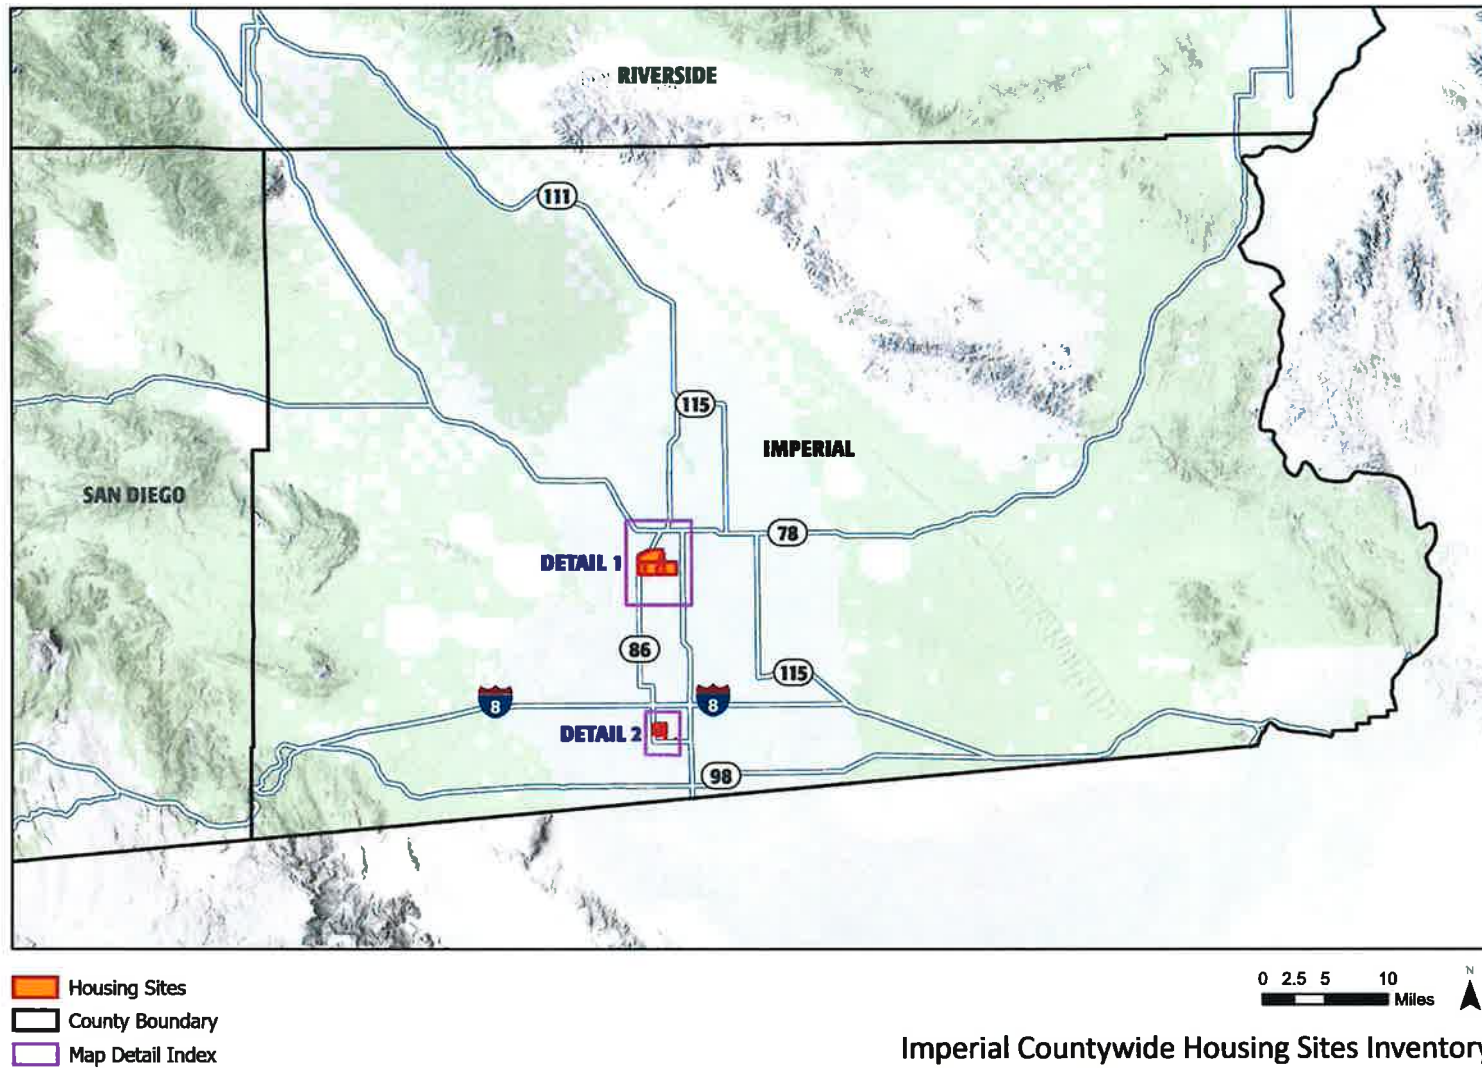 RIVERSIDE
111
115
IMPERIAL
SAN DIEGO
78
DETAIL 1
86
115
8
8
DETAIL 2
98
Housing Sites
County Boundary
Map Detail Index
0 2.5 5 10
Miles
N
Imperial Countywide Housing Sites Inventory